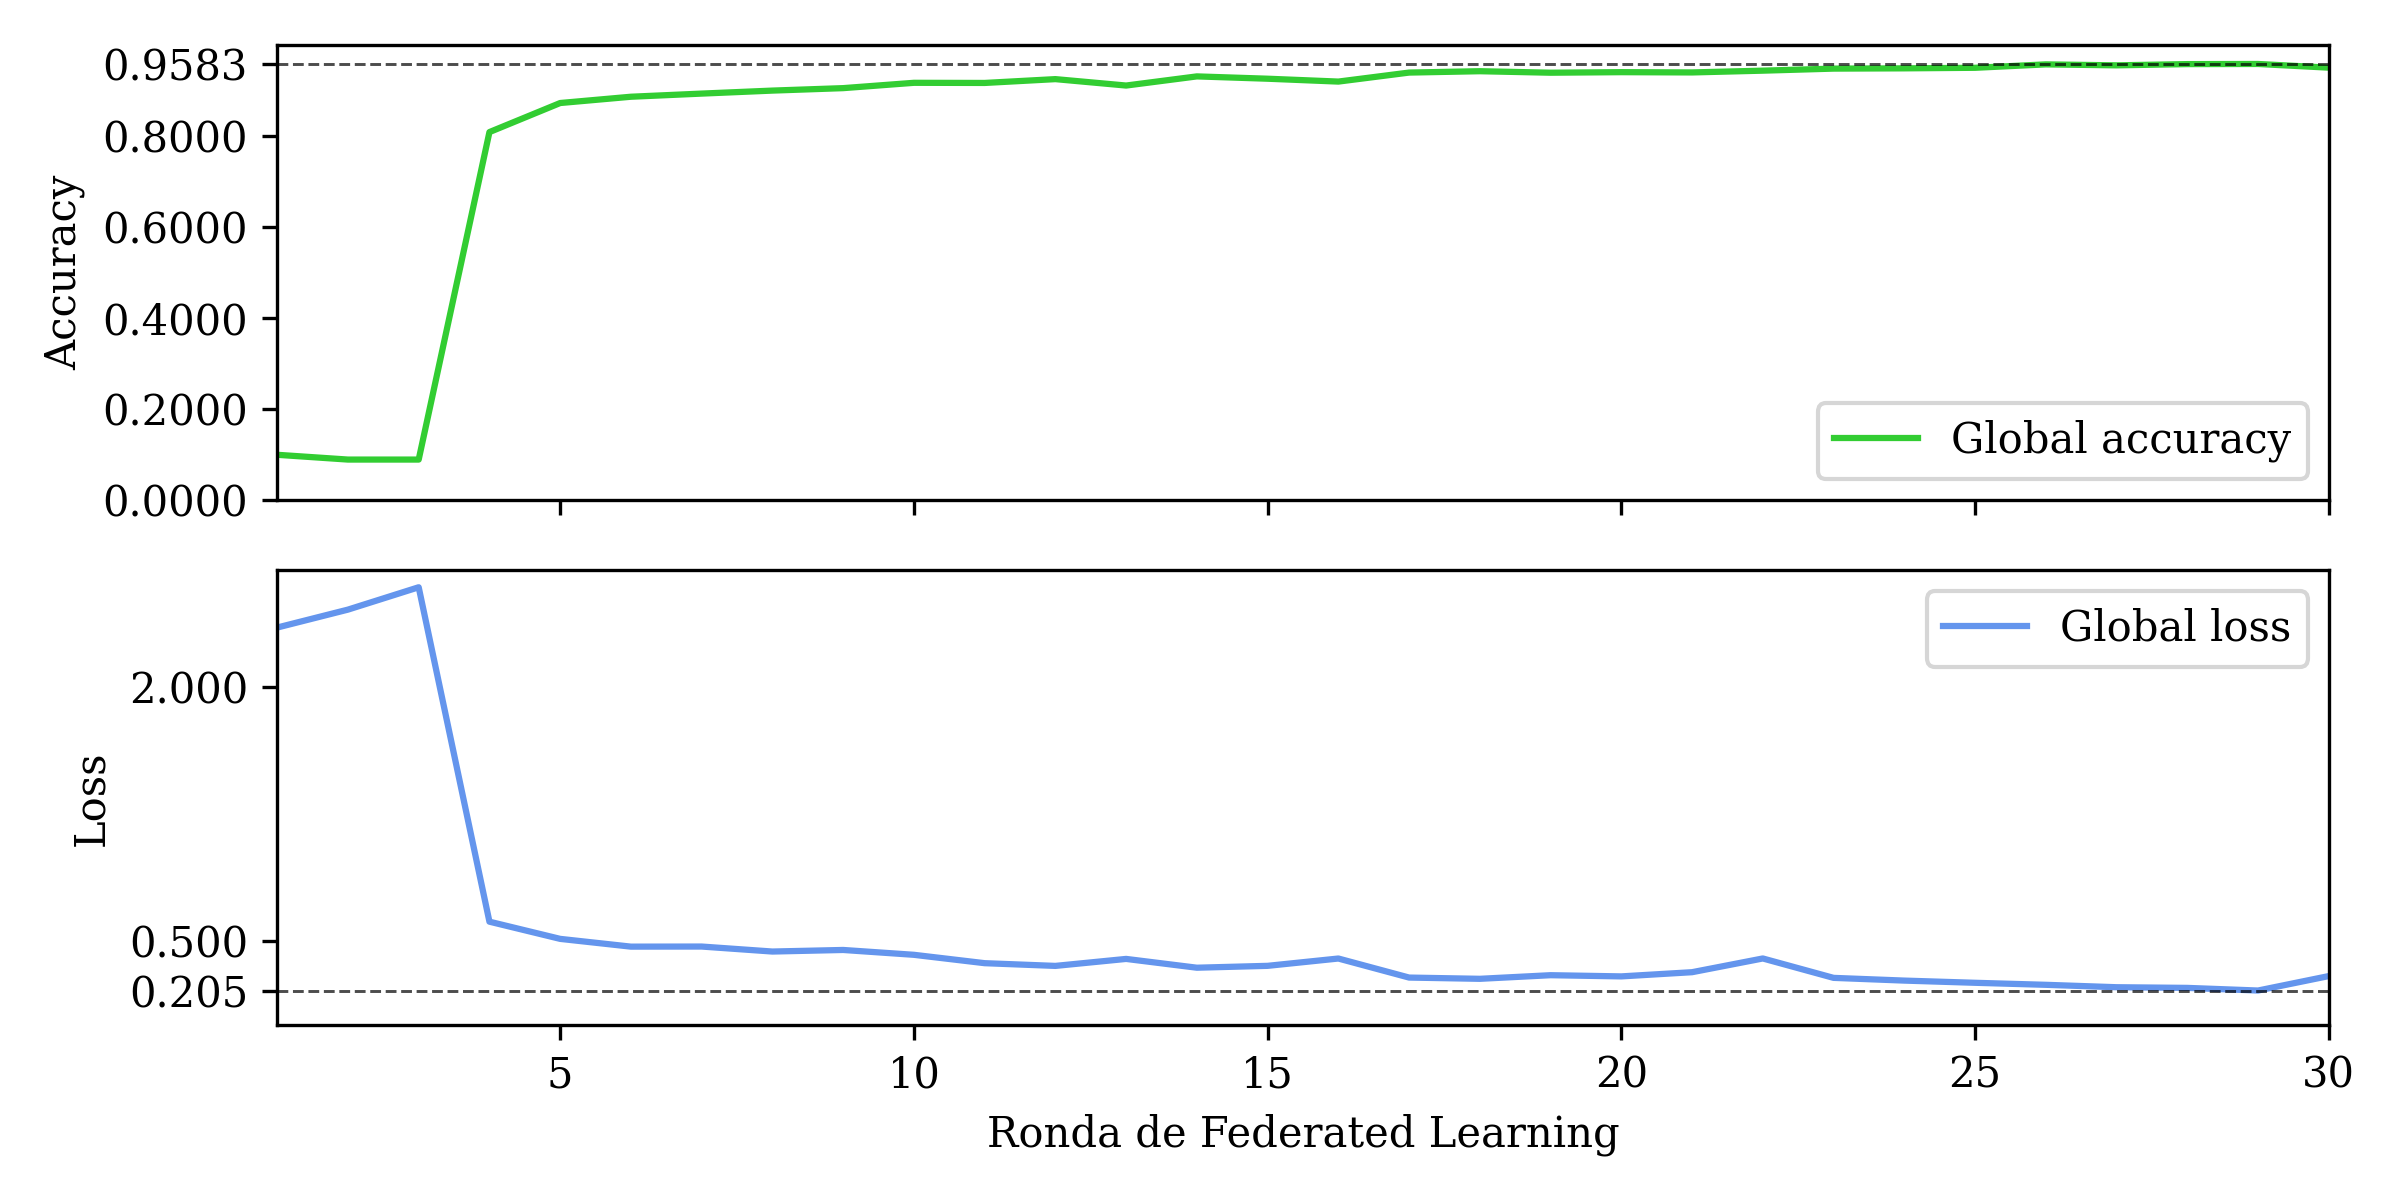 0.9583
0.8000
0.6000
0.4000
0.2000
0.0000
Accuracy
Global accuracy
Global loss
2.000
0.500
0.205
Loss
5 10 15 20 25 30
Ronda de Federated Learning